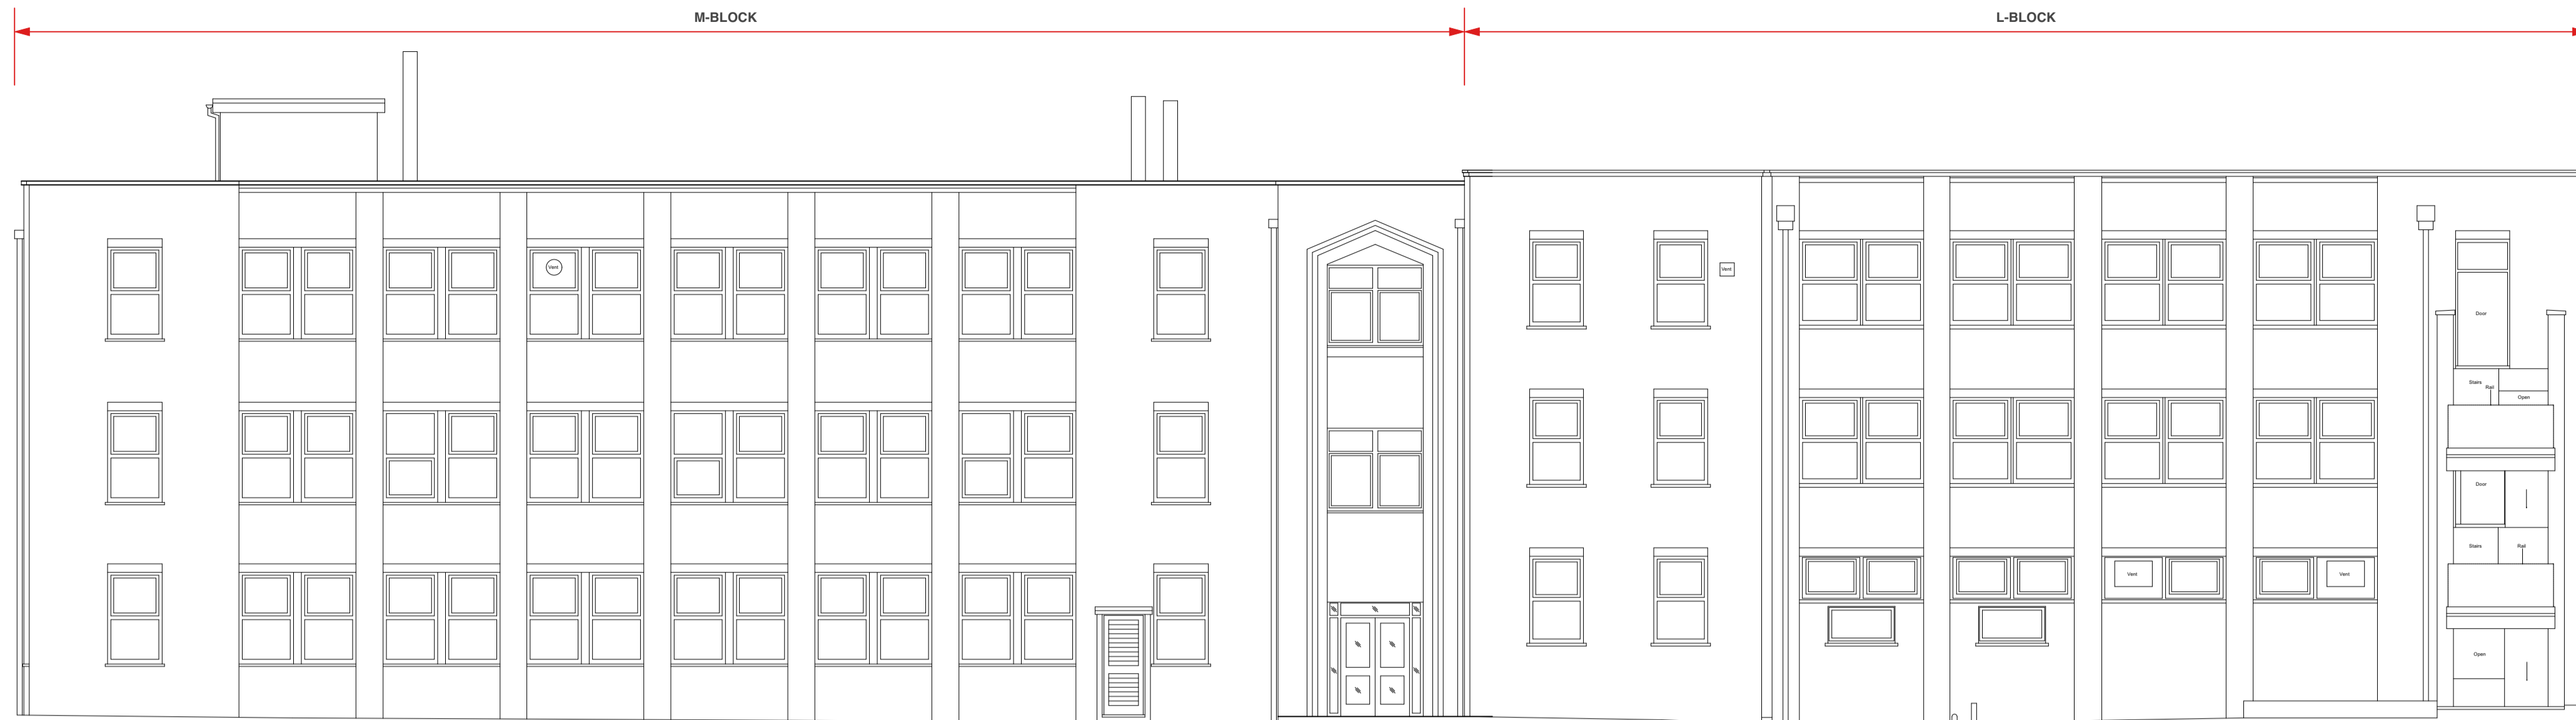 M-BLOCK
L-BLOCK
Vent
Vent
Door
Stairs
Rail
Open
Door
Stairs
Rail
Vent
Vent
Open